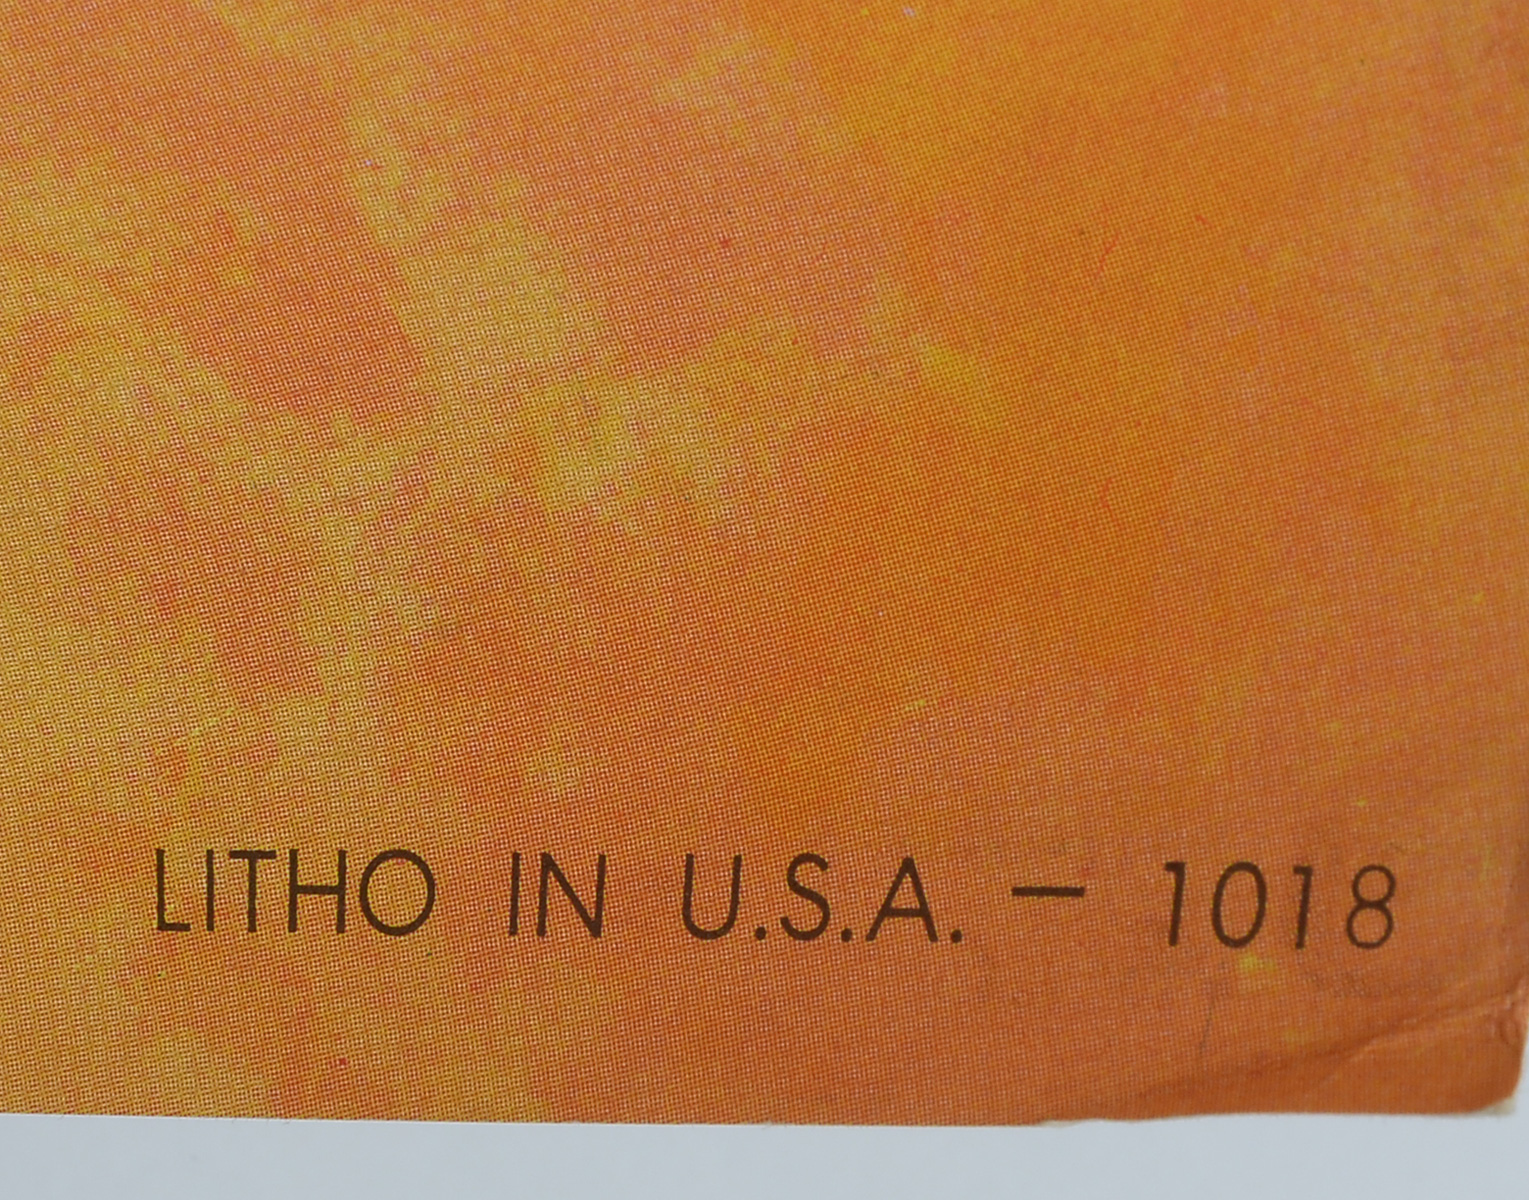 LITHO IN U.S.A. — 1018